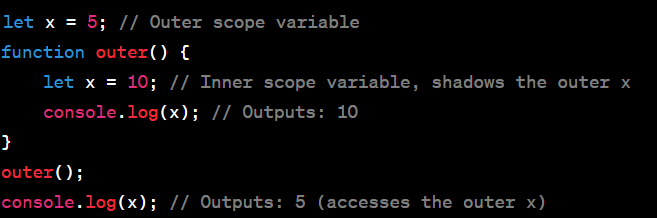 let x = 5; // Outer scope variable
function outer() {
    let x = 10; // Inner scope variable, shadows the outer x
    console.log(x); // Outputs: 10
}
outer();
console.log(x); // Outputs: 5 (accesses the outer x)